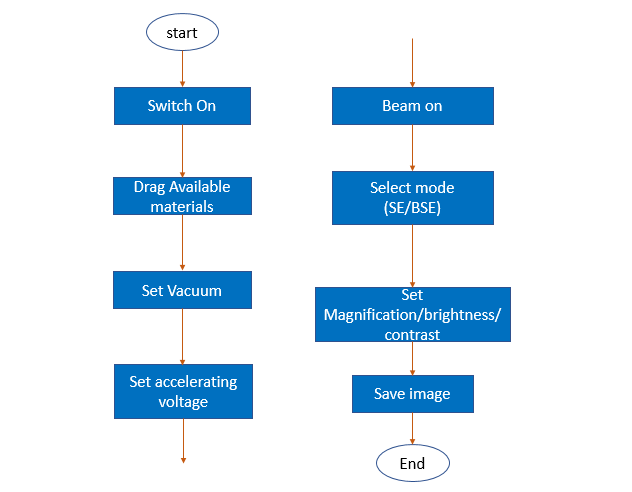 start
Switch On
Drag Available
materials
Set Vacuum
Set accelerating
voltage
Beam on
Select mode
(SE/BSE)
Set
Magnification/brightness/
contrast
Save image
End